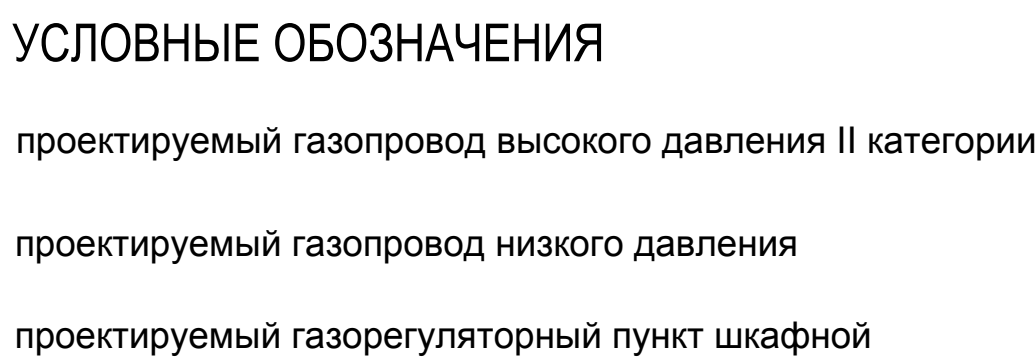 УСЛОВНЫЕ ОБОЗНАЧЕНИЯ
проектируемый газопровод высокого давления II категории
проектируемый газопровод низкого давления
проектируемый газорегуляторный пункт шкафной